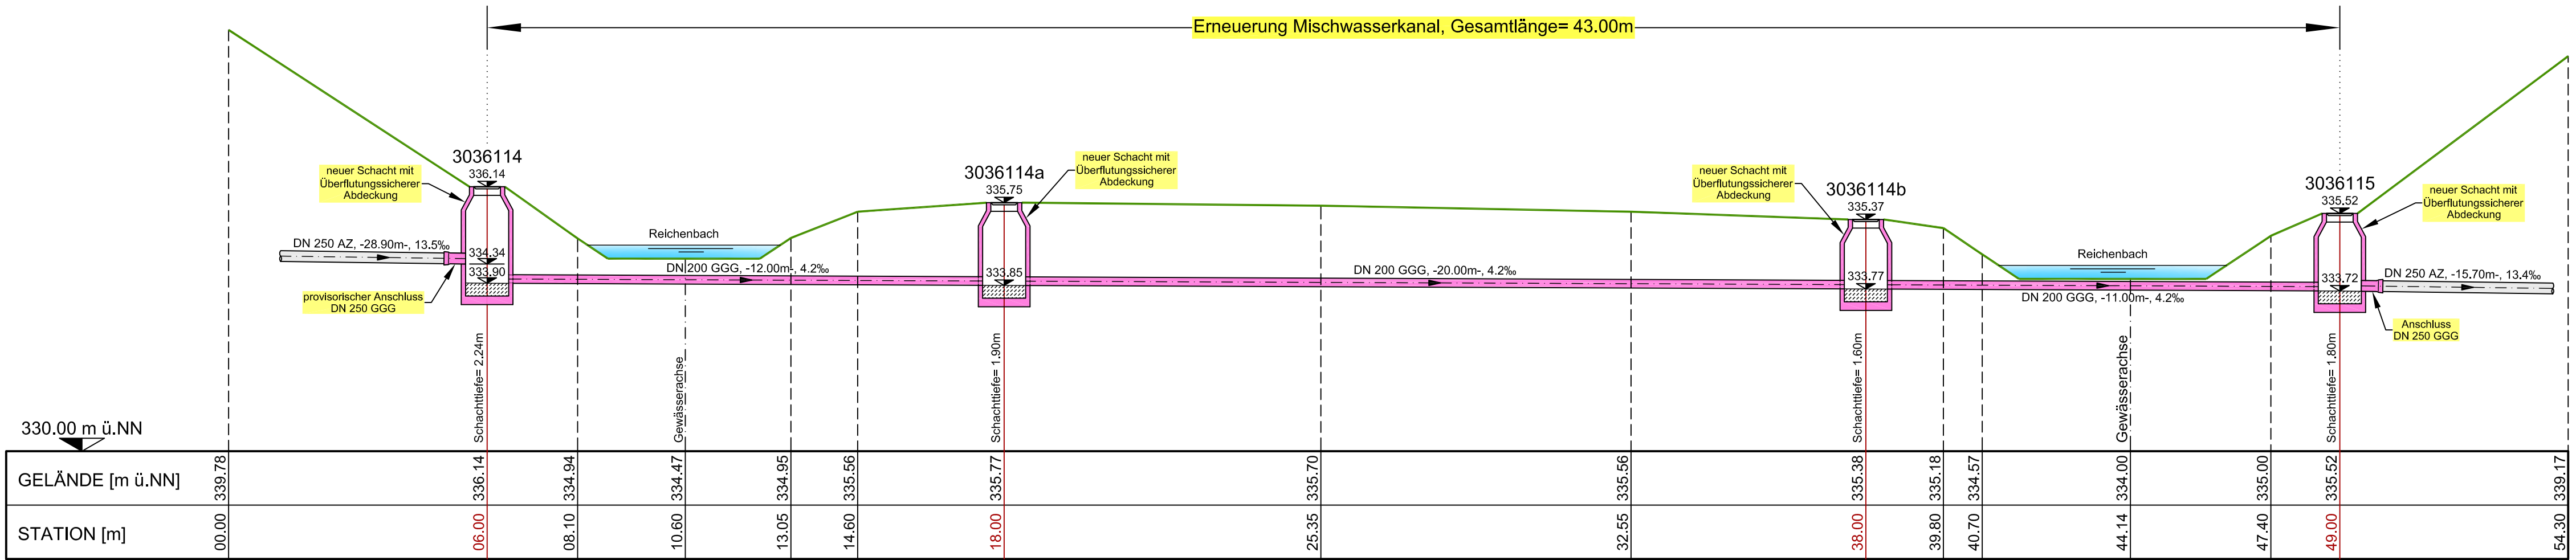 Erneuerung Mischwasserkanal, Gesamtlänge= 43.00m
3036114
336.14
neuer Schacht mit
Überflutungssicherer
Abdeckung
DN 250 AZ, -28.90m-, 13.5‰
334.34
333.90
provisorischer Anschluss
DN 250 GGG
Schachttiefe= 2.24m
Reichenbach
DN 200 GGG, -12.00m-, 4.2‰
Gewässerachse
3036114a
335.75
neuer Schacht mit
Überflutungssicherer
Abdeckung
333.85
Schachttiefe= 1.90m
DN 200 GGG, -20.00m-, 4.2‰
neuer Schacht mit
Überflutungssicherer
Abdeckung
3036114b
335.37
333.77
Schachttiefe= 1.60m
Reichenbach
DN 200 GGG, -11.00m-, 4.2‰
Gewässerachse
3036115
335.52
neuer Schacht mit
Überflutungssicherer
Abdeckung
333.72
DN 250 AZ, -15.70m-, 13.4‰
Anschluss
DN 250 GGG
Schachttiefe= 1.80m
330.00 m ü.NN
GELÄNDE [m ü.NN] 339.78 336.14 334.94 334.47 334.95 335.56 335.77 335.70 335.56 335.38 335.18 334.57 334.00 335.00 335.52 339.17
STATION [m] 00.00 06.00 08.10 10.60 13.05 14.60 18.00 25.35 32.55 38.00 39.80 40.70 44.14 47.40 49.00 54.30